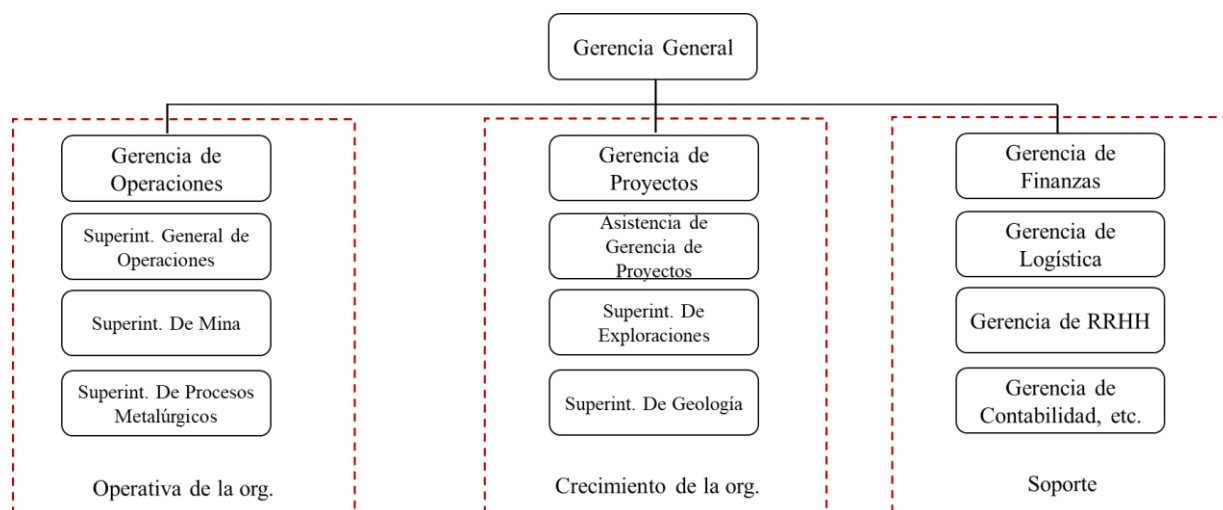 Gerencia General
Gerencia de
Operaciones
Superint. General de
Operaciones
Superint. De Mina
Superint. De Procesos
Metalúrgicos
Operativa de la org.
Gerencia de
Proyectos
Asistencia de
Gerencia de
Proyectos
Superint. De
Exploraciones
Superint. De Geología
Crecimiento de la org.
Gerencia de
Finanzas
Gerencia de
Logística
Gerencia de RRHH
Gerencia de
Contabilidad, etc.
Soporte